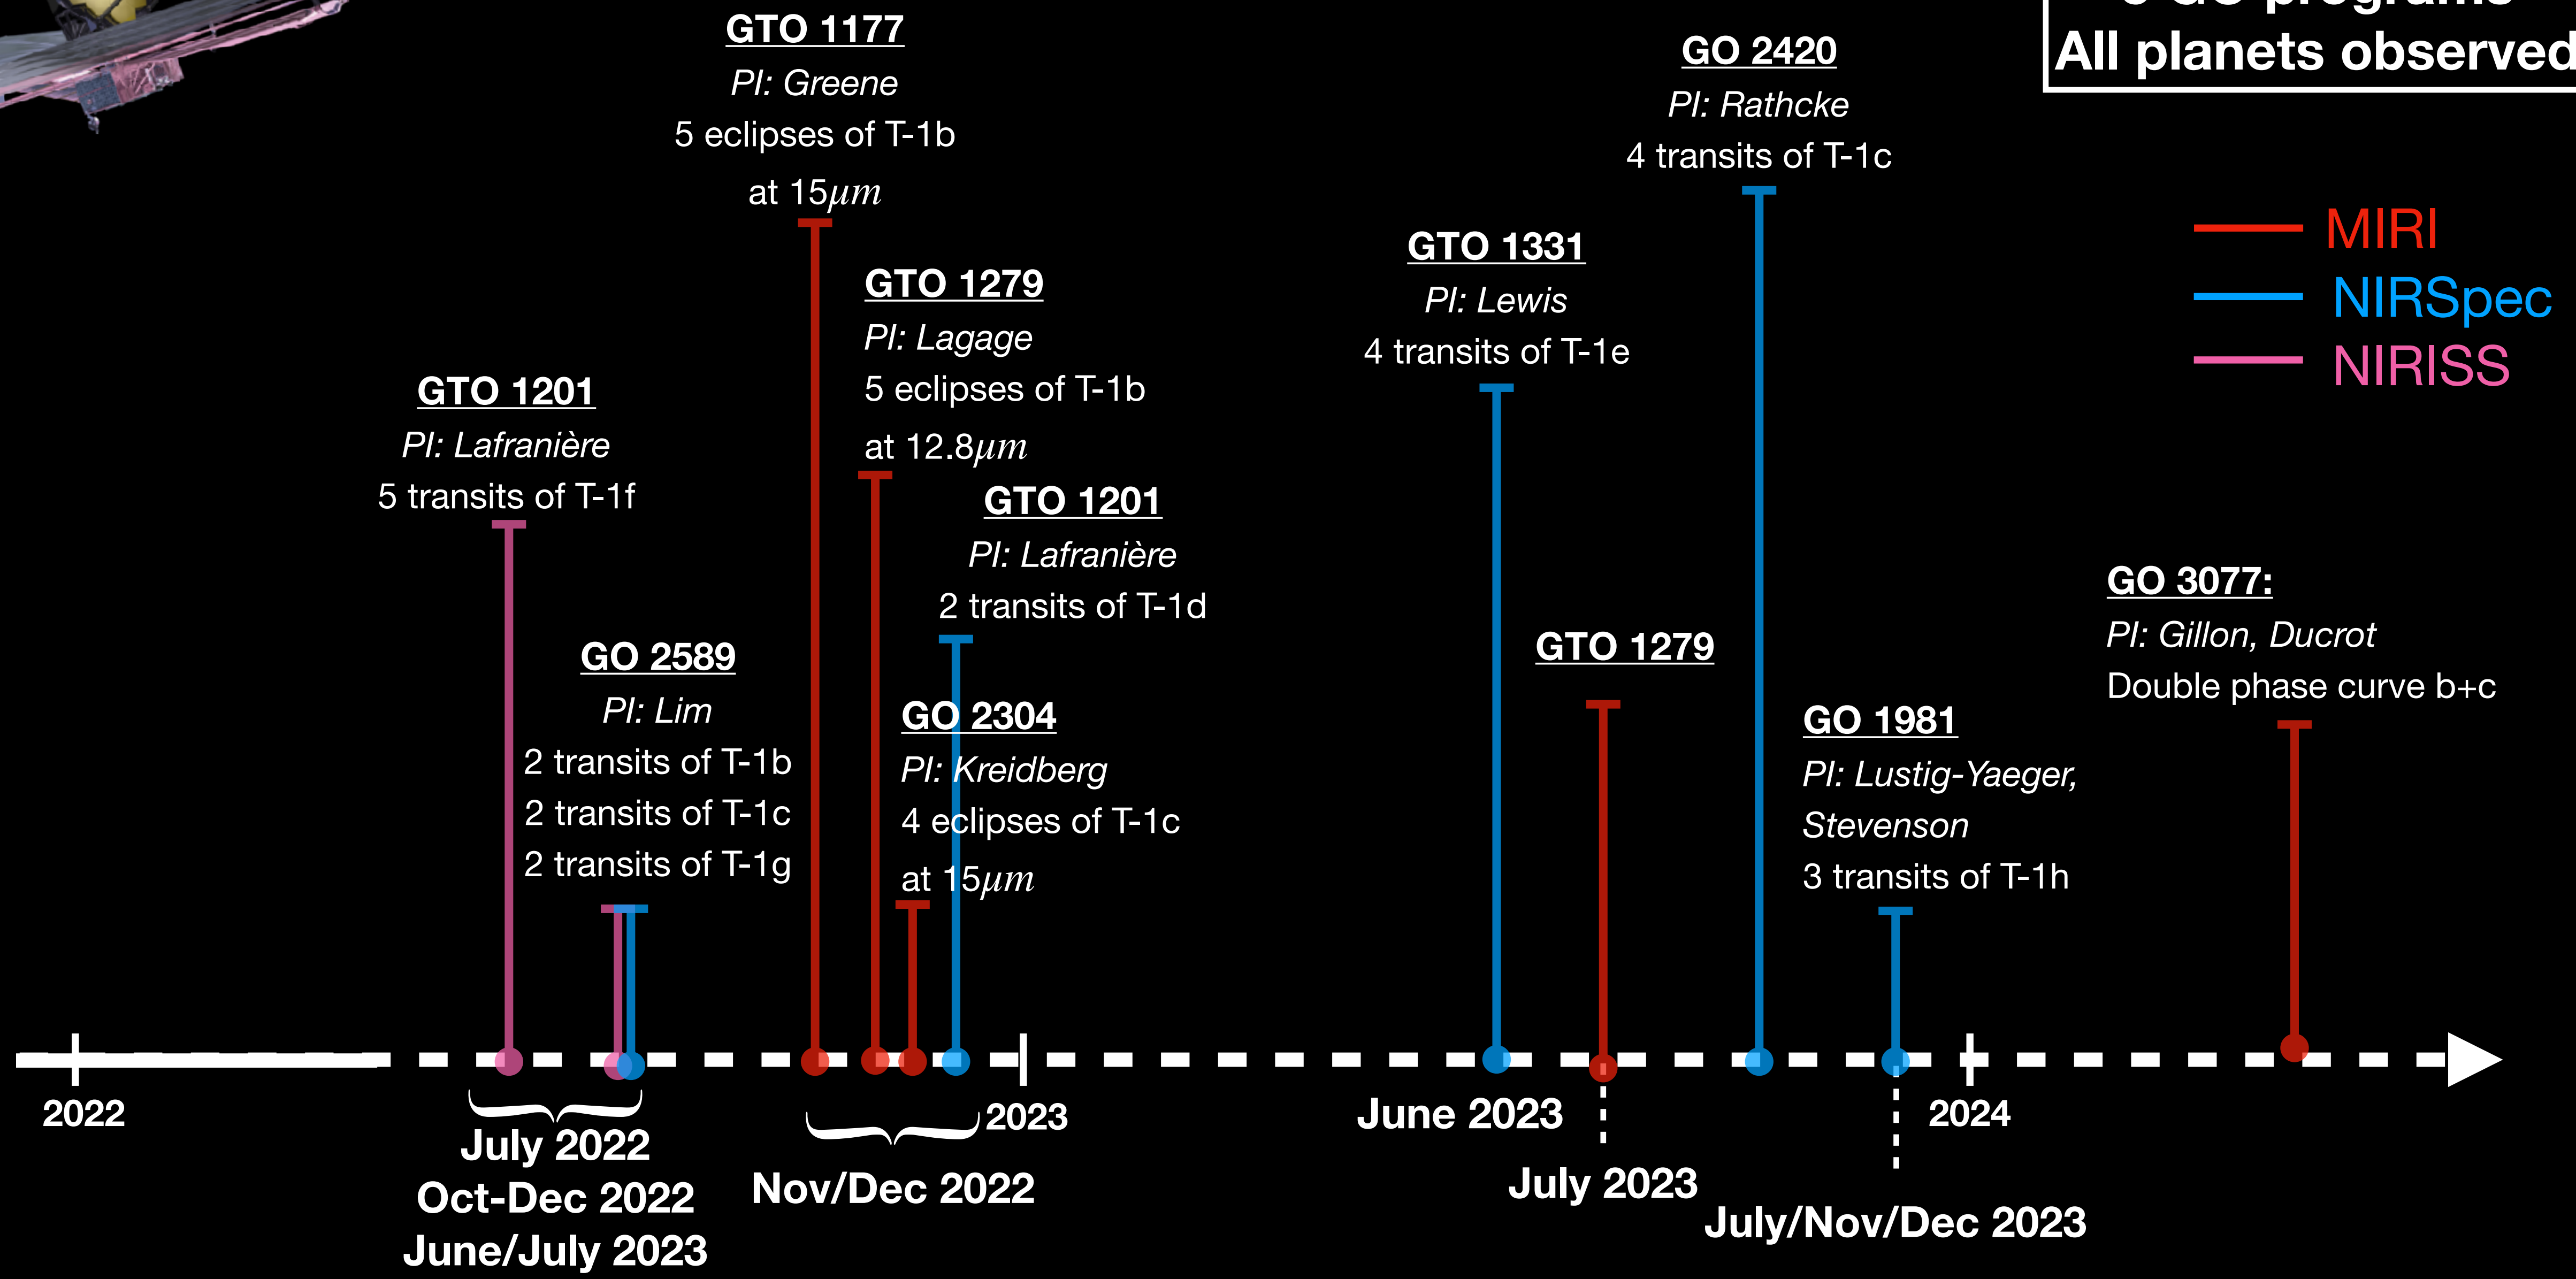 GTO 1177
PI: Greene
5 eclipses of T-1b
at 15μm
GO programs
All planets observed
GO 2420
PI: Rathcke
4 transits of T-1c
MIRI
NIRSpec
NIRISS
GTO 1331
PI: Lewis
4 transits of T-1e
GTO 1279
PI: Lagage
5 eclipses of T-1b
at 12.8μm
GTO 1201
PI: Lafranière
5 transits of T-1f
GTO 1201
PI: Lafranière
2 transits of T-1d
GO 2589
PI: Lim
2 transits of T-1b
2 transits of T-1c
2 transits of T-1g
GO 2304
PI: Kreidberg
4 eclipses of T-1c
at 15μm
GTO 1279
GO 1981
PI: Lustig-Yaeger,
Stevenson
3 transits of T-1h
GO 3077:
PI: Gillon, Ducrot
Double phase curve b+c
2022
July 2022
Oct-Dec 2022
June/July 2023
Nov/Dec 2022
2023
June 2023
July 2023
July/Nov/Dec 2023
2024